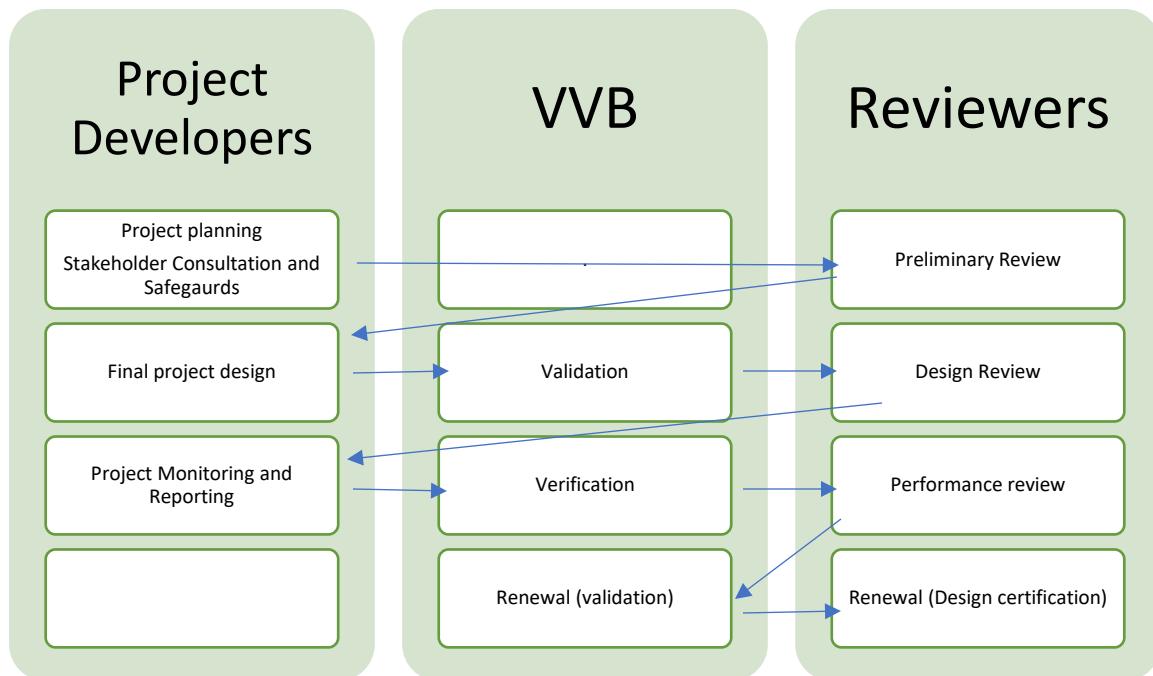 Project
Developers
VVB
Reviewers
Project planning
Stakeholder Consultation and
Safegaurds
.
Preliminary Review
Final project design
Validation
Design Review
Project Monitoring and
Reporting
Verification
Performance review
Renewal (validation)
Renewal (Design certification)